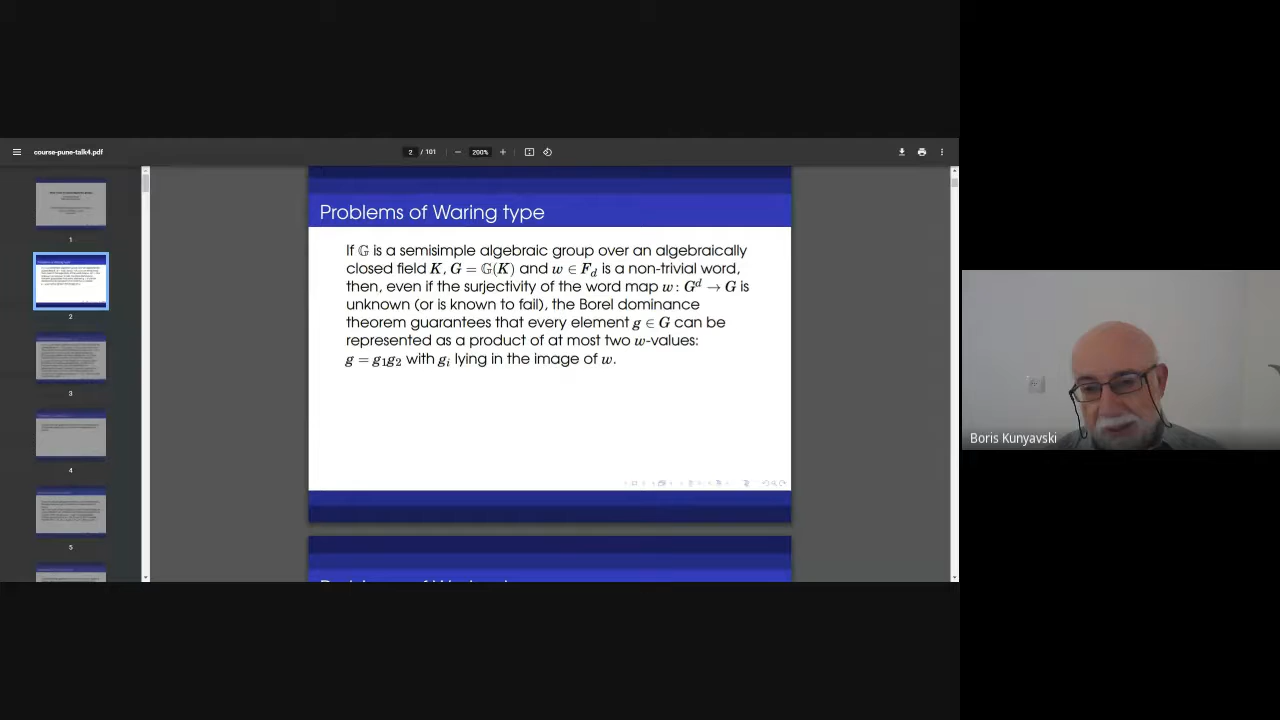 course-pune-talk4.pdf
2 / 101
200%
1
2
3
4
5
Problems of Waring type
If 𝔾 is a semisimple algebraic group over an algebraically
closed field K, G = 𝔾(K), and w ∈ F_d is a non-trivial word,
then, even if the surjectivity of the word map w: G^d → G is
unknown (or is known to fail), the Borel dominance
theorem guarantees that every element g ∈ G can be
represented as a product of at most two w-values:
g = g₁g₂ with g_i lying in the image of w.
Boris Kunyavski